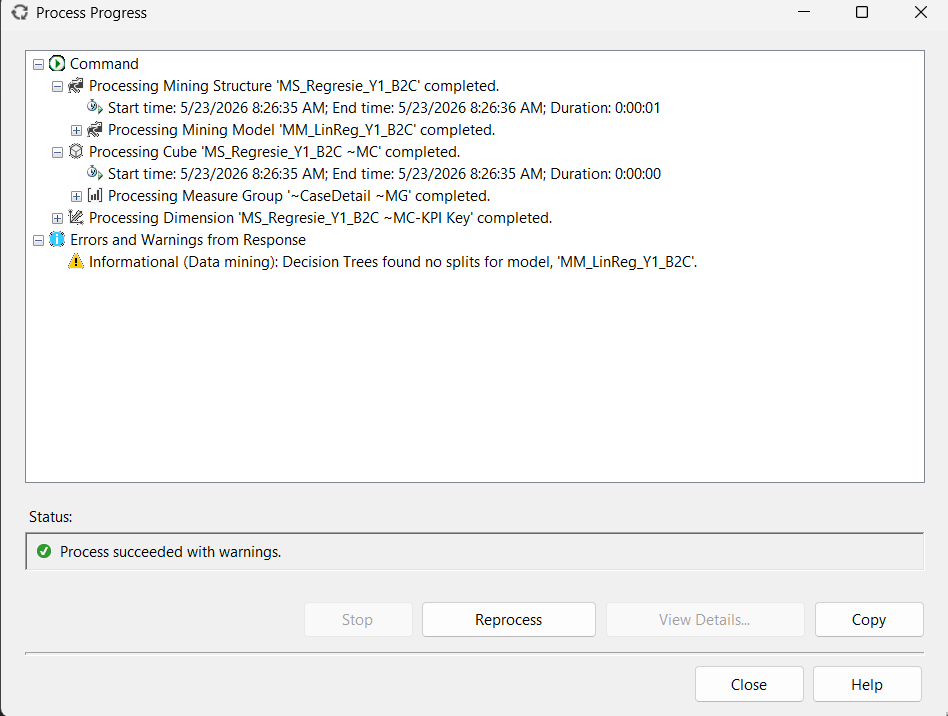 Process Progress
Command
Processing Mining Structure 'MS_Regresie_Y1_B2C' completed.
Start time: 5/23/2026 8:26:35 AM; End time: 5/23/2026 8:26:36 AM; Duration: 0:00:01
Processing Mining Model 'MM_LinReg_Y1_B2C' completed.
Processing Cube 'MS_Regresie_Y1_B2C ~MC' completed.
Start time: 5/23/2026 8:26:35 AM; End time: 5/23/2026 8:26:35 AM; Duration: 0:00:00
Processing Measure Group '~CaseDetail ~MG' completed.
Processing Dimension 'MS_Regresie_Y1_B2C ~MC-KPI Key' completed.
Errors and Warnings from Response
Informational (Data mining): Decision Trees found no splits for model, 'MM_LinReg_Y1_B2C'.
Status:
Process succeeded with warnings.
Stop
Reprocess
View Details...
Copy
Close
Help